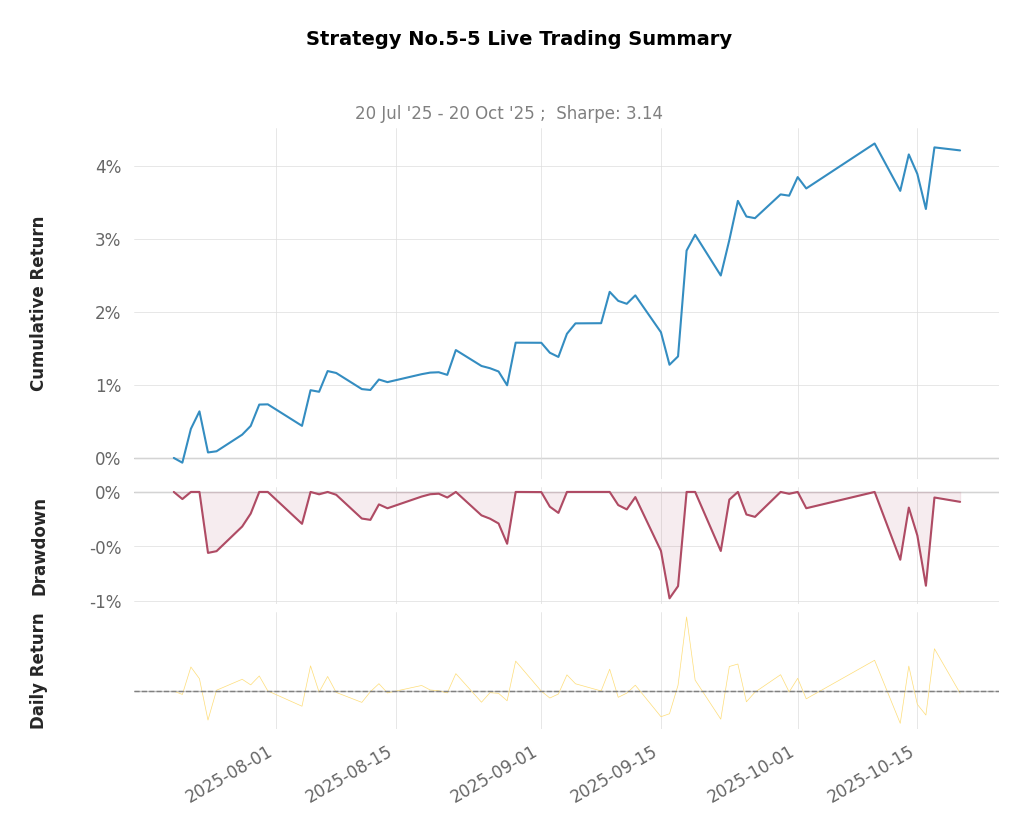 Strategy No.5-5 Live Trading Summary
20 Jul '25 - 20 Oct '25 ;  Sharpe: 3.14
Cumulative Return
4%
3%
2%
1%
0%
Drawdown
0%
-0%
-1%
Daily Return
2025-08-01
2025-08-15
2025-09-01
2025-09-15
2025-10-01
2025-10-15